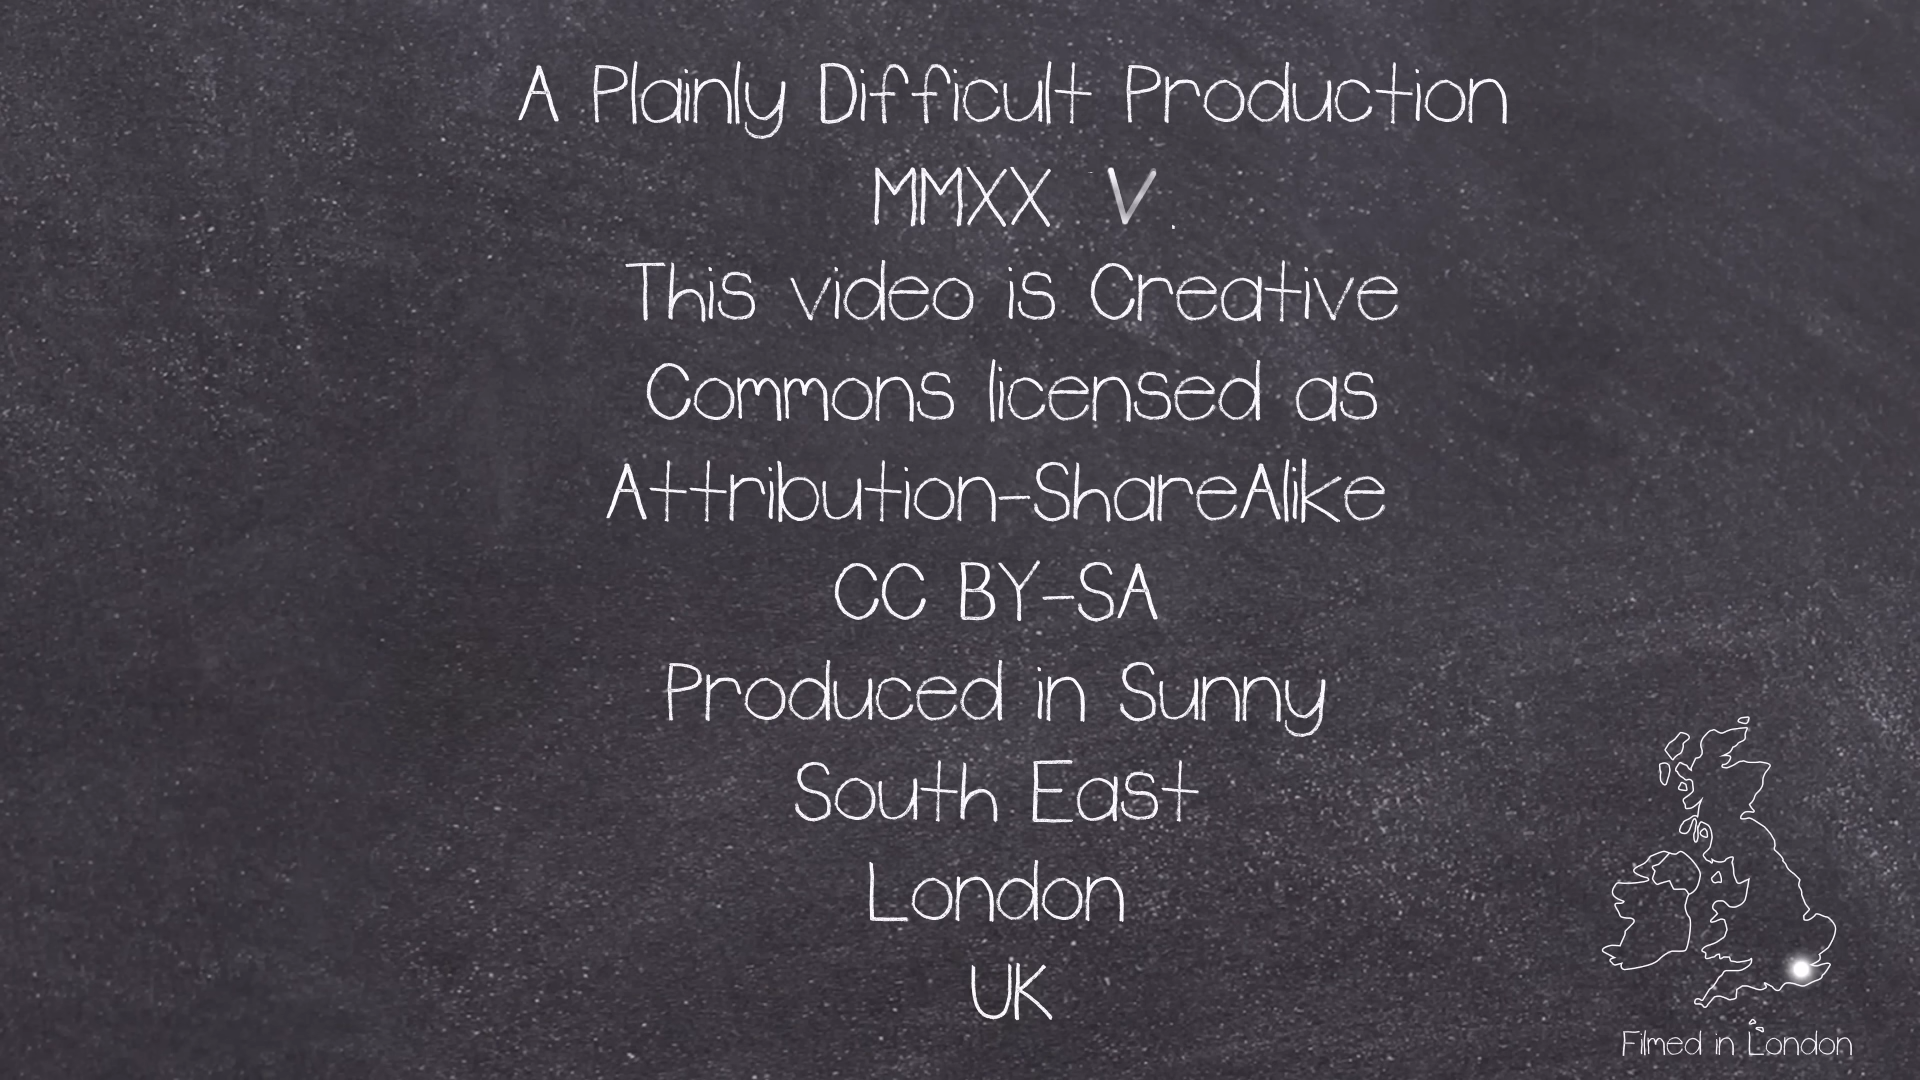 A Plainly Difficult Production
MMXX V
This video is Creative
Commons licensed as
Attribution-ShareAlike
CC BY-SA
Produced in Sunny
South East
London
UK
Filmed in London